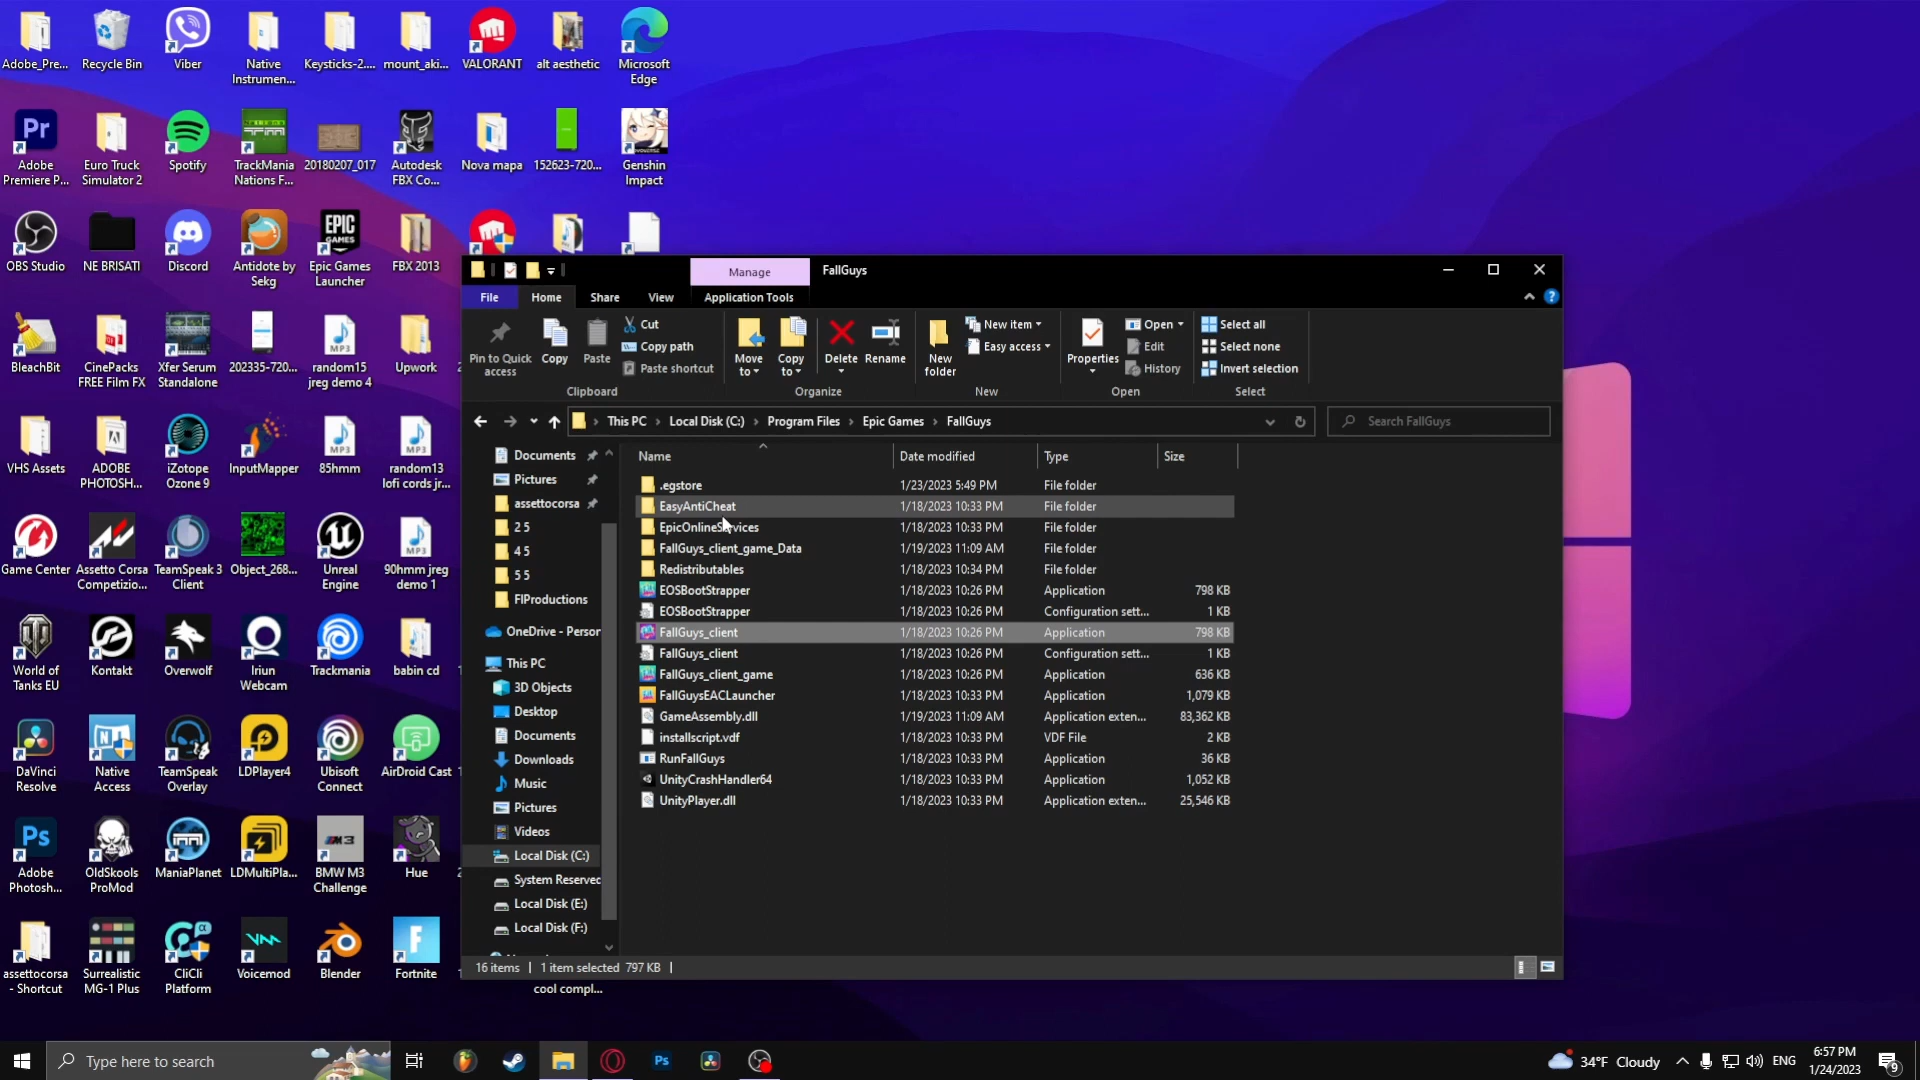 Adobe_Pre...
Recycle Bin
Viber
Native
Instrumen...
Keysticks-2....
mount_aki...
VALORANT
alt aesthetic
Microsoft
Edge
Pr
Adobe
Premiere P...
Euro Truck
Simulator 2
Spotify
TrackMania
Nations F...
20180207_017
Autodesk
FBX Co...
Nova mapa
152623-720...
Genshin
Impact
OBS Studio
NE BRISATI
Discord
Antidote by
Sekg
EPIC
GAMES
Epic Games
Launcher
FBX 2013
BleachBit
CinePacks
FREE Film FX
Xfer Serum
Standalone
202335-720...
MP3
random15
jreg demo 4
Upwork
VHS Assets
ADOBE
PHOTOSH...
iZotope
Ozone 9
InputMapper
MP3
85hmm
MP3
random13
lofi cords jr...
Game Center
Assetto Corsa
Competizio...
TeamSpeak 3
Client
Object_268...
Unreal
Engine
MP3
90hmm jreg
demo 1
World of
Tanks EU
Kontakt
Overwolf
Iriun
Webcam
Trackmania
babin cd
DaVinci
Resolve
Native
Access
TeamSpeak
Overlay
LDPlayer4
Ubisoft
Connect
AirDroid Cast
Ps
Adobe
Photosh...
OldSkools
ProMod
ManiaPlanet
LDMultiPla...
BMW M3
Challenge
Hue
assettocorsa
- Shortcut
Surrealistic
MG-1 Plus
CliCli
Platform
Voicemod
Blender
Fortnite
cool compl...
Manage
FallGuys
File
Home
Share
View
Application Tools
Pin to Quick
access
Copy
Paste
Cut
Copy path
Paste shortcut
Clipboard
Move
to
Copy
to
Delete
Rename
Organize
New
folder
New item
Easy access
New
Properties
Open
Edit
History
Open
Select all
Select none
Invert selection
Select
This PC
Local Disk (C:)
Program Files
Epic Games
FallGuys
Search FallGuys
Documents
Pictures
assettocorsa
2 5
4 5
5 5
FIProductions
OneDrive - Person
This PC
3D Objects
Desktop
Documents
Downloads
Music
Pictures
Videos
Local Disk (C:)
System Reserved
Local Disk (E:)
Local Disk (F:)
Name Date modified Type Size
.egstore 1/23/2023 5:49 PM File folder
EasyAntiCheat 1/18/2023 10:33 PM File folder
EpicOnlineServices 1/18/2023 10:33 PM File folder
FallGuys_client_game_Data 1/19/2023 11:09 AM File folder
Redistributables 1/18/2023 10:34 PM File folder
EOSBootStrapper 1/18/2023 10:26 PM Application 798 KB
EOSBootStrapper 1/18/2023 10:26 PM Configuration sett... 1 KB
FallGuys_client 1/18/2023 10:26 PM Application 798 KB
FallGuys_client 1/18/2023 10:26 PM Configuration sett... 1 KB
FallGuys_client_game 1/18/2023 10:26 PM Application 636 KB
FallGuysEACLauncher 1/18/2023 10:33 PM Application 1,079 KB
GameAssembly.dll 1/19/2023 11:09 AM Application exten... 83,362 KB
installscript.vdf 1/18/2023 10:33 PM VDF File 2 KB
RunFallGuys 1/18/2023 10:33 PM Application 36 KB
UnityCrashHandler64 1/18/2023 10:33 PM Application 1,052 KB
UnityPlayer.dll 1/18/2023 10:33 PM Application exten... 25,546 KB
16 items
1 item selected 797 KB
Type here to search
Ps
34°F Cloudy
ENG
6:57 PM
1/24/2023
9